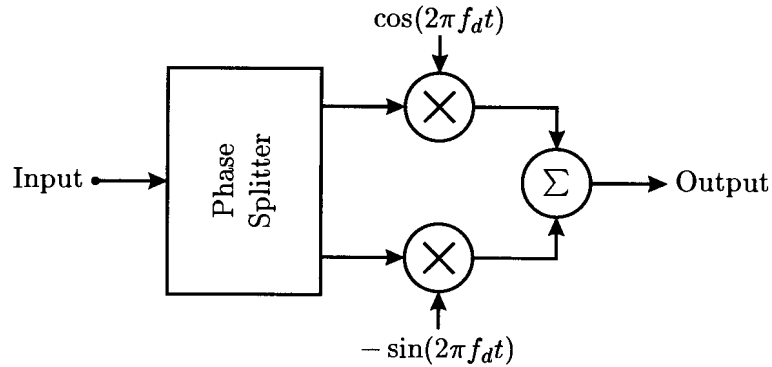 cos(2πf_d t)
Input
Phase
Splitter
Σ
Output
− sin(2πf_d t)